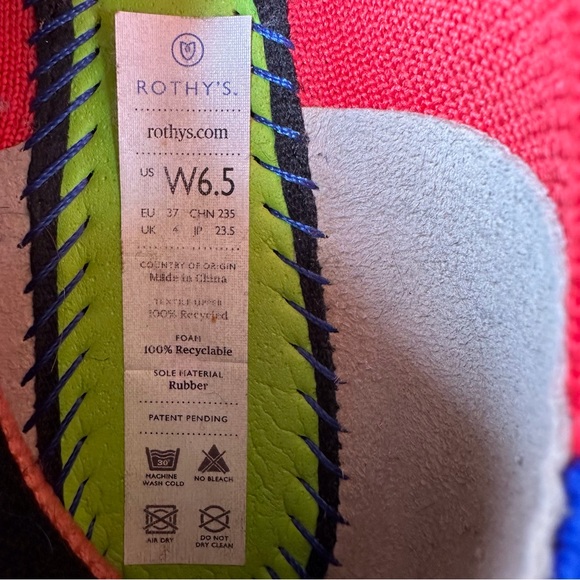 ROTHY'S.
rothys.com
US W6.5
EU 37 CHN 235
UK 4 JP 23.5
COUNTRY OF ORIGIN
Made in China
TEXTILE UPPER
100% Recycled
FOAM
100% Recyclable
SOLE MATERIAL
Rubber
PATENT PENDING
30°
MACHINE WASH COLD
NO BLEACH
AIR DRY
DO NOT DRY CLEAN